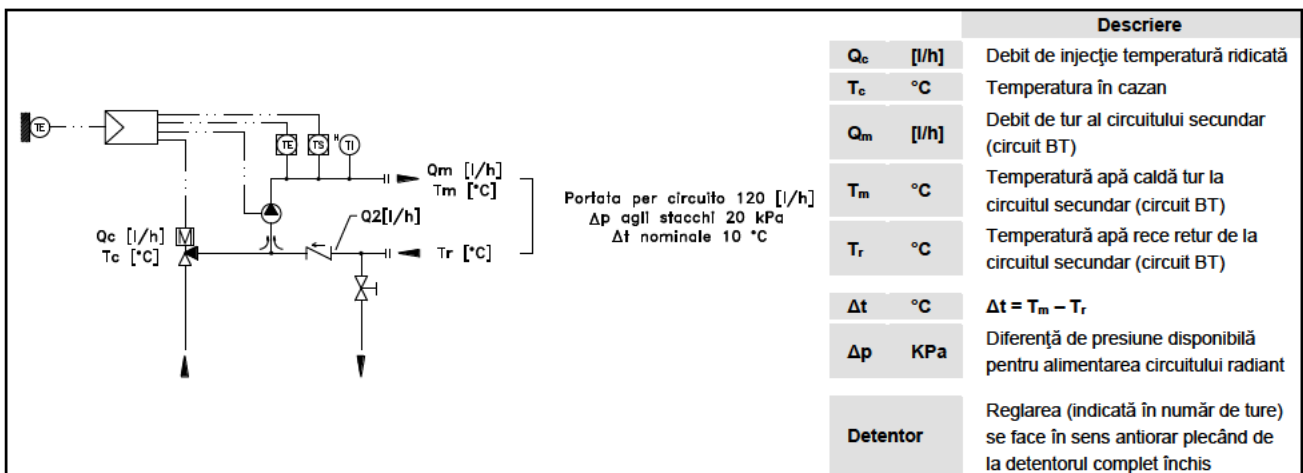 TE
TE
TS
H
TI
Qm [l/h]
Tm [°C]
Q2[l/h]
Qc [l/h]
Tc [°C]
M
Tr [°C]
Portata per circuito 120 [l/h]
Δp agli stacchi 20 kPa
Δt nominale 10 °C
Descriere
Qc [l/h] Debit de injecţie temperatură ridicată
Tc °C Temperatura în cazan
Qm [l/h] Debit de tur al circuitului secundar
(circuit BT)
Tm °C Temperatură apă caldă tur la
circuitul secundar (circuit BT)
Tr °C Temperatură apă rece retur de la
circuitul secundar (circuit BT)
Δt °C Δt = Tm – Tr
Δp KPa Diferenţă de presiune disponibilă
pentru alimentarea circuitului radiant
Detentor Reglarea (indicată în număr de ture)
se face în sens antiorar plecând de
la detentorul complet închis